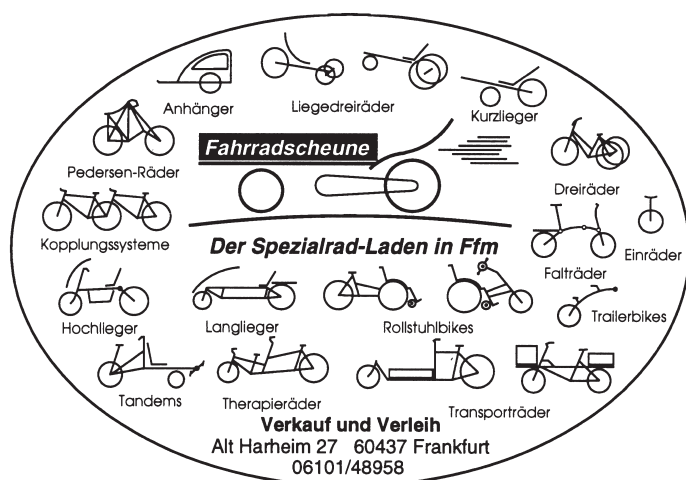 Anhänger
Liegedreiräder
Kurzlieger
Pedersen-Räder
Fahrradscheune
Dreiräder
Kopplungssysteme
Der Spezialrad-Laden in Ffm
Falträder
Einräder
Hochlieger
Langlieger
Rollstuhlbikes
Trailerbikes
Tandems
Therapieräder
Transporträder
Verkauf und Verleih
Alt Harheim 27 60437 Frankfurt
06101/48958